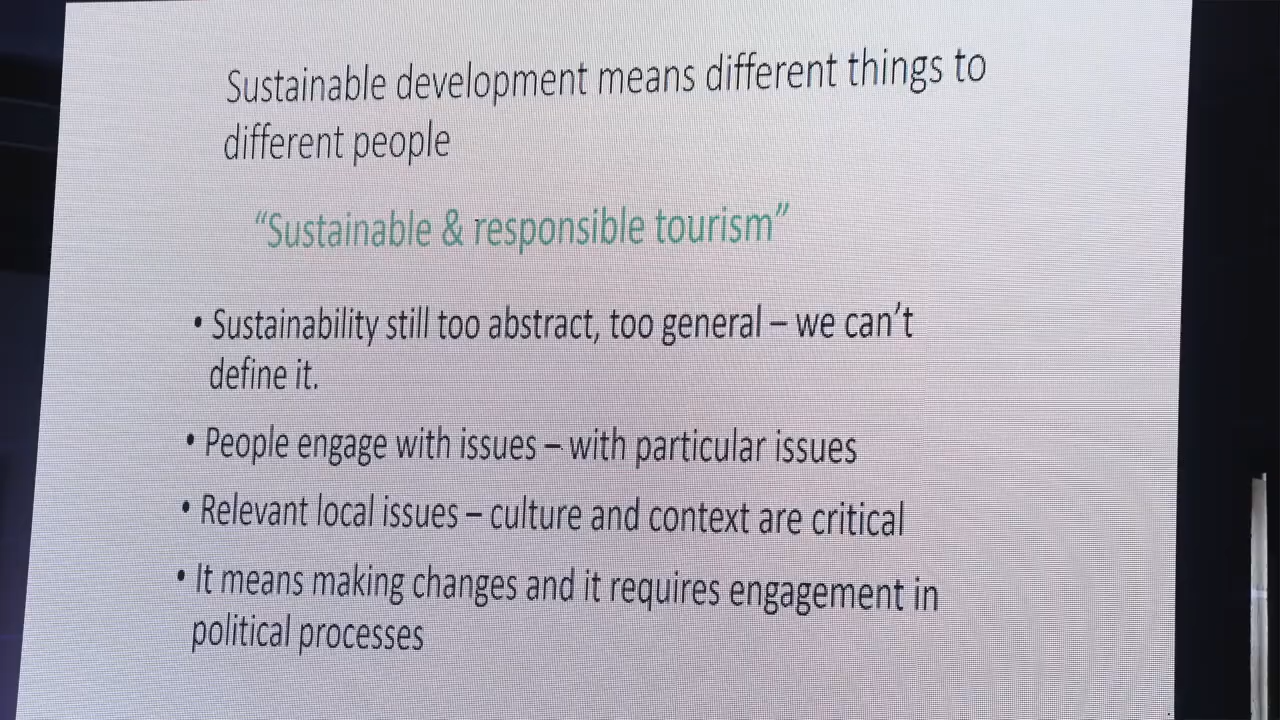 Sustainable development means different things to
different people
“Sustainable & responsible tourism”
• Sustainability still too abstract, too general – we can’t
define it.
• People engage with issues – with particular issues
• Relevant local issues – culture and context are critical
• It means making changes and it requires engagement in
political processes